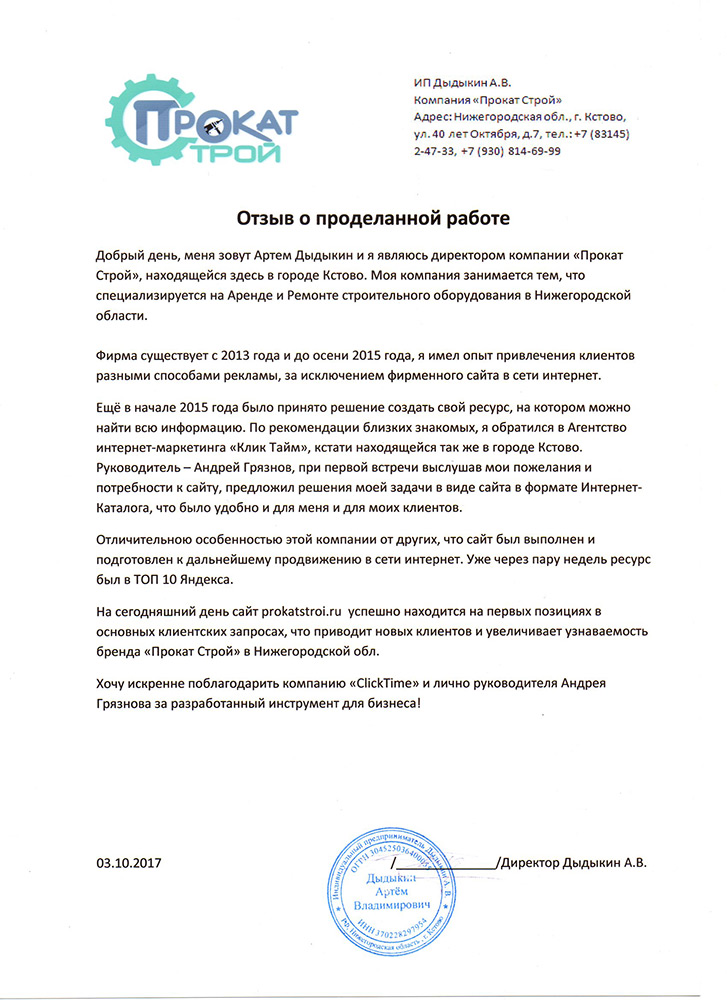 ПРОКАТ
СТРОЙ
ИП Дыдыкин А.В.
Компания «Прокат Строй»
Адрес: Нижегородская обл., г. Кстово,
ул. 40 лет Октября, д.7, тел.: +7 (83145)
2-47-33, +7 (930) 814-69-99
Отзыв о проделанной работе
Добрый день, меня зовут Артем Дыдыкин и я являюсь директором компании «Прокат
Строй», находящейся здесь в городе Кстово. Моя компания занимается тем, что
специализируется на Аренде и Ремонте строительного оборудования в Нижегородской
области.
Фирма существует с 2013 года и до осени 2015 года, я имел опыт привлечения клиентов
разными способами рекламы, за исключением фирменного сайта в сети интернет.
Ещё в начале 2015 года было принято решение создать свой ресурс, на котором можно
найти всю информацию. По рекомендации близких знакомых, я обратился в Агентство
интернет-маркетинга «Клик Тайм», кстати находящейся так же в городе Кстово.
Руководитель – Андрей Грязнов, при первой встречи выслушав мои пожелания и
потребности к сайту, предложил решения моей задачи в виде сайта в формате Интернет-
Каталога, что было удобно и для меня и для моих клиентов.
Отличительною особенностью этой компании от других, что сайт был выполнен и
подготовлен к дальнейшему продвижению в сети интернет. Уже через пару недель ресурс
был в ТОП 10 Яндекса.
На сегодняшний день сайт prokatstroi.ru успешно находится на первых позициях в
основных клиентских запросах, что приводит новых клиентов и увеличивает узнаваемость
бренда «Прокат Строй» в Нижегородской обл.
Хочу искренне поблагодарить компанию «ClickTime» и лично руководителя Андрея
Грязнова за разработанный инструмент для бизнеса!
03.10.2017 /______________/Директор Дыдыкин А.В.
Индивидуальный предприниматель Дыдыкин А. В.
ОГРН
Дыдыкин
Артём
Владимирович
ИНН 370228297954
РФ, Нижегородская область, г. Кстово